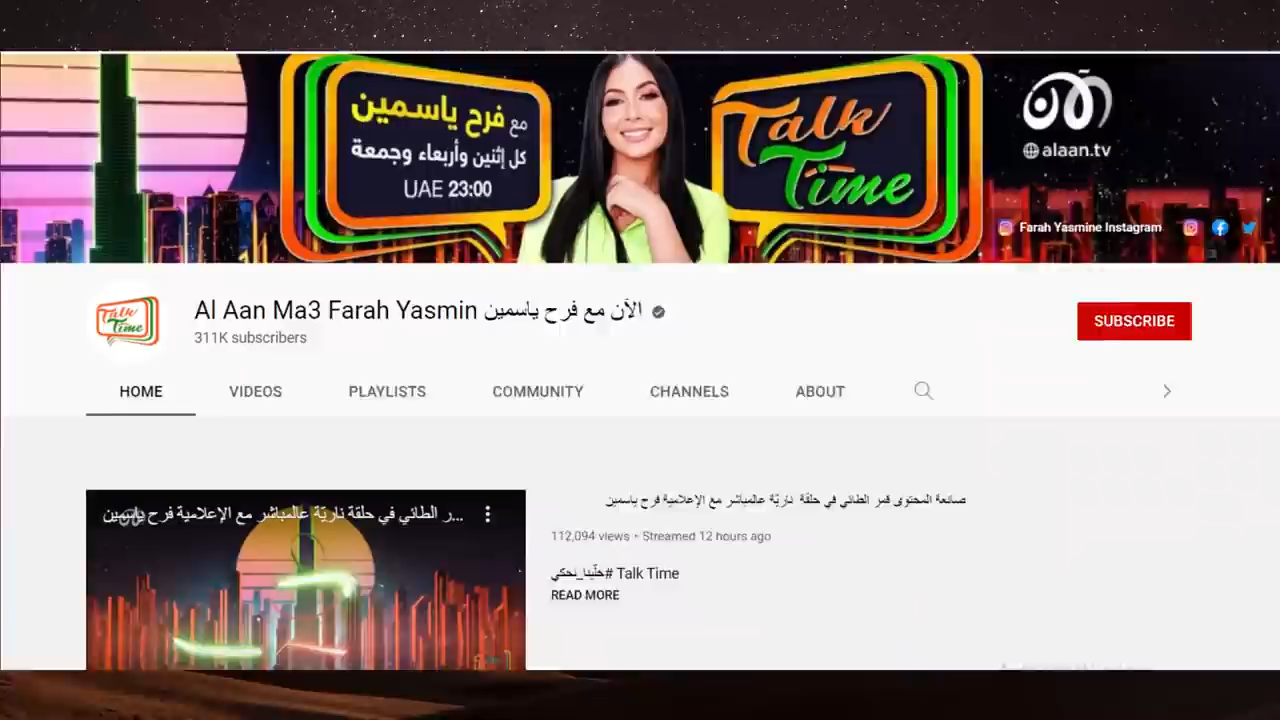 مع فرح ياسمين
كل إثنين وأربعاء وجمعة
UAE 23:00
Talk
Time
الآن
alaan.tv
Farah Yasmine Instagram
Talk
Time
Al Aan Ma3 Farah Yasmin الآن مع فرح ياسمين
311K subscribers
SUBSCRIBE
HOME VIDEOS PLAYLISTS COMMUNITY CHANNELS ABOUT
ر الطائي في حلقة ناريّة عالمباشر مع الإعلامية فرح ياسمين...
صانعة المحتوى قمر الطائي في حلقة ناريّة عالمباشر مع الإعلامية فرح ياسمين
112,094 views • Streamed 12 hours ago
#خلّينا_نحكي Talk Time
READ MORE